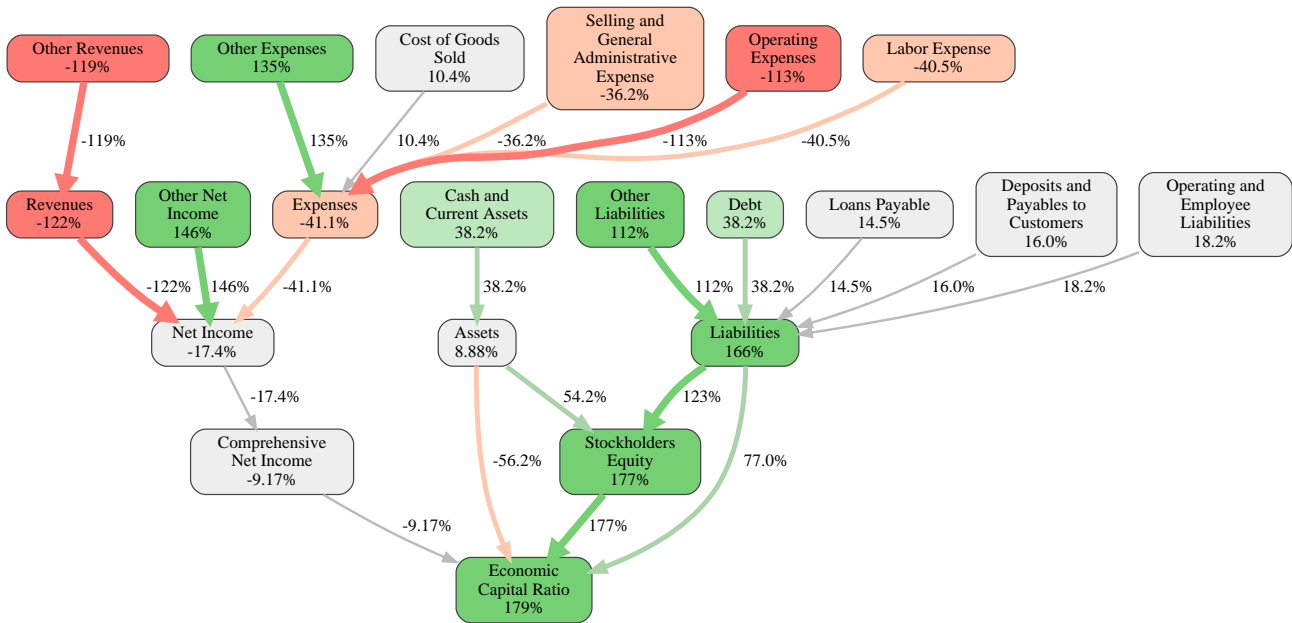 Other Revenues
-119%
Other Expenses
135%
Cost of Goods
Sold
10.4%
Selling and
General
Administrative
Expense
-36.2%
Operating
Expenses
-113%
Labor Expense
-40.5%
-119%
135%
10.4%
-36.2%
-113%
-40.5%
Revenues
-122%
Other Net
Income
146%
Expenses
-41.1%
Cash and
Current Assets
38.2%
Other
Liabilities
112%
Debt
38.2%
Loans Payable
14.5%
Deposits and
Payables to
Customers
16.0%
Operating and
Employee
Liabilities
18.2%
-122%
146%
-41.1%
38.2%
112%
38.2%
14.5%
16.0%
18.2%
Net Income
-17.4%
Assets
8.88%
Liabilities
166%
-17.4%
54.2%
123%
Comprehensive
Net Income
-9.17%
-56.2%
Stockholders
Equity
177%
77.0%
-9.17%
177%
Economic
Capital Ratio
179%